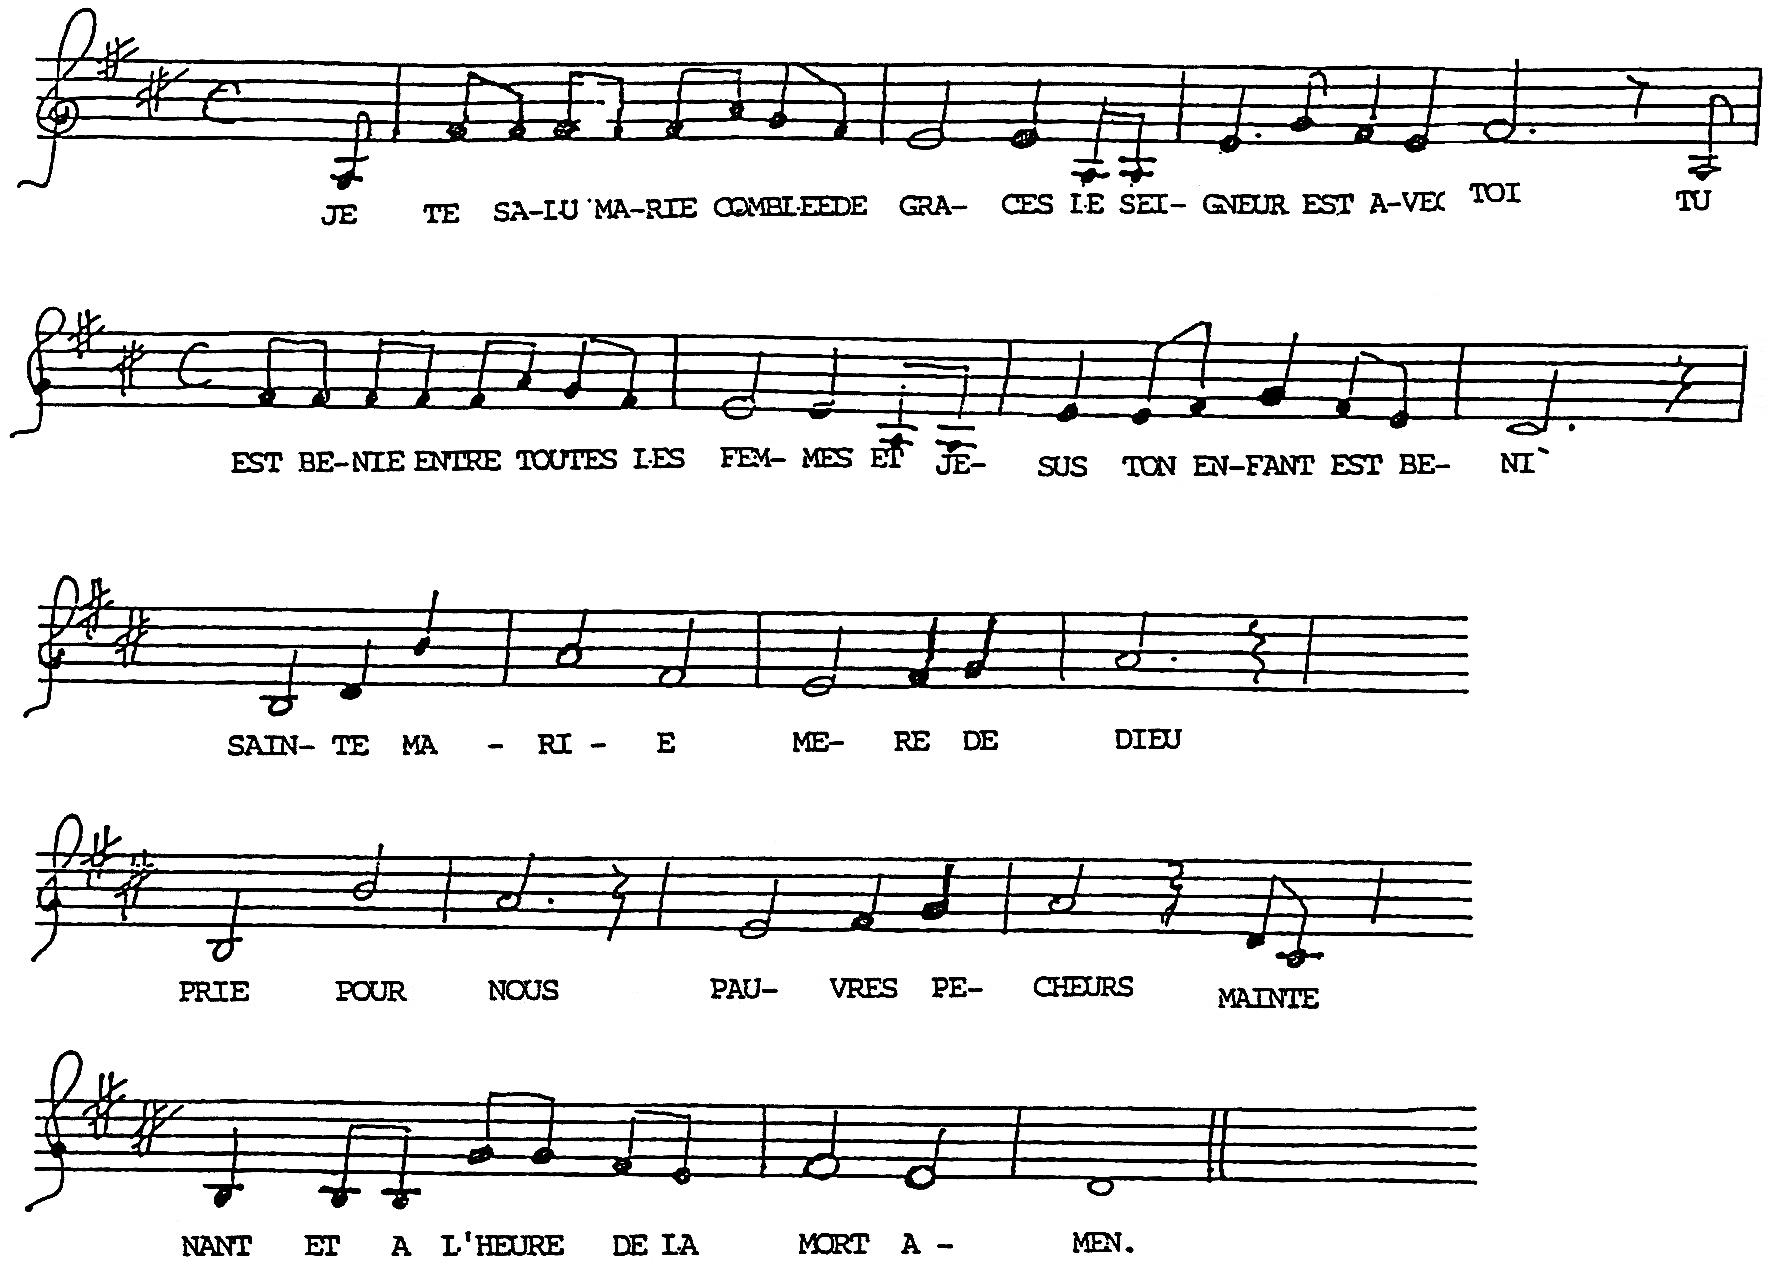 JE TE SA-LU MA-RIE COMBLEEDE GRA- CES LE SEI- GNEUR EST A-VEC TOI TU
EST BE-NIE ENTRE TOUTES LES FEM- MES ET JE- SUS TON EN-FANT EST BE- NI
SAIN- TE MA - RI - E ME- RE DE DIEU
PRIE POUR NOUS PAU- VRES PE- CHEURS MAINTE
NANT ET A L'HEURE DE LA MORT A - MEN.